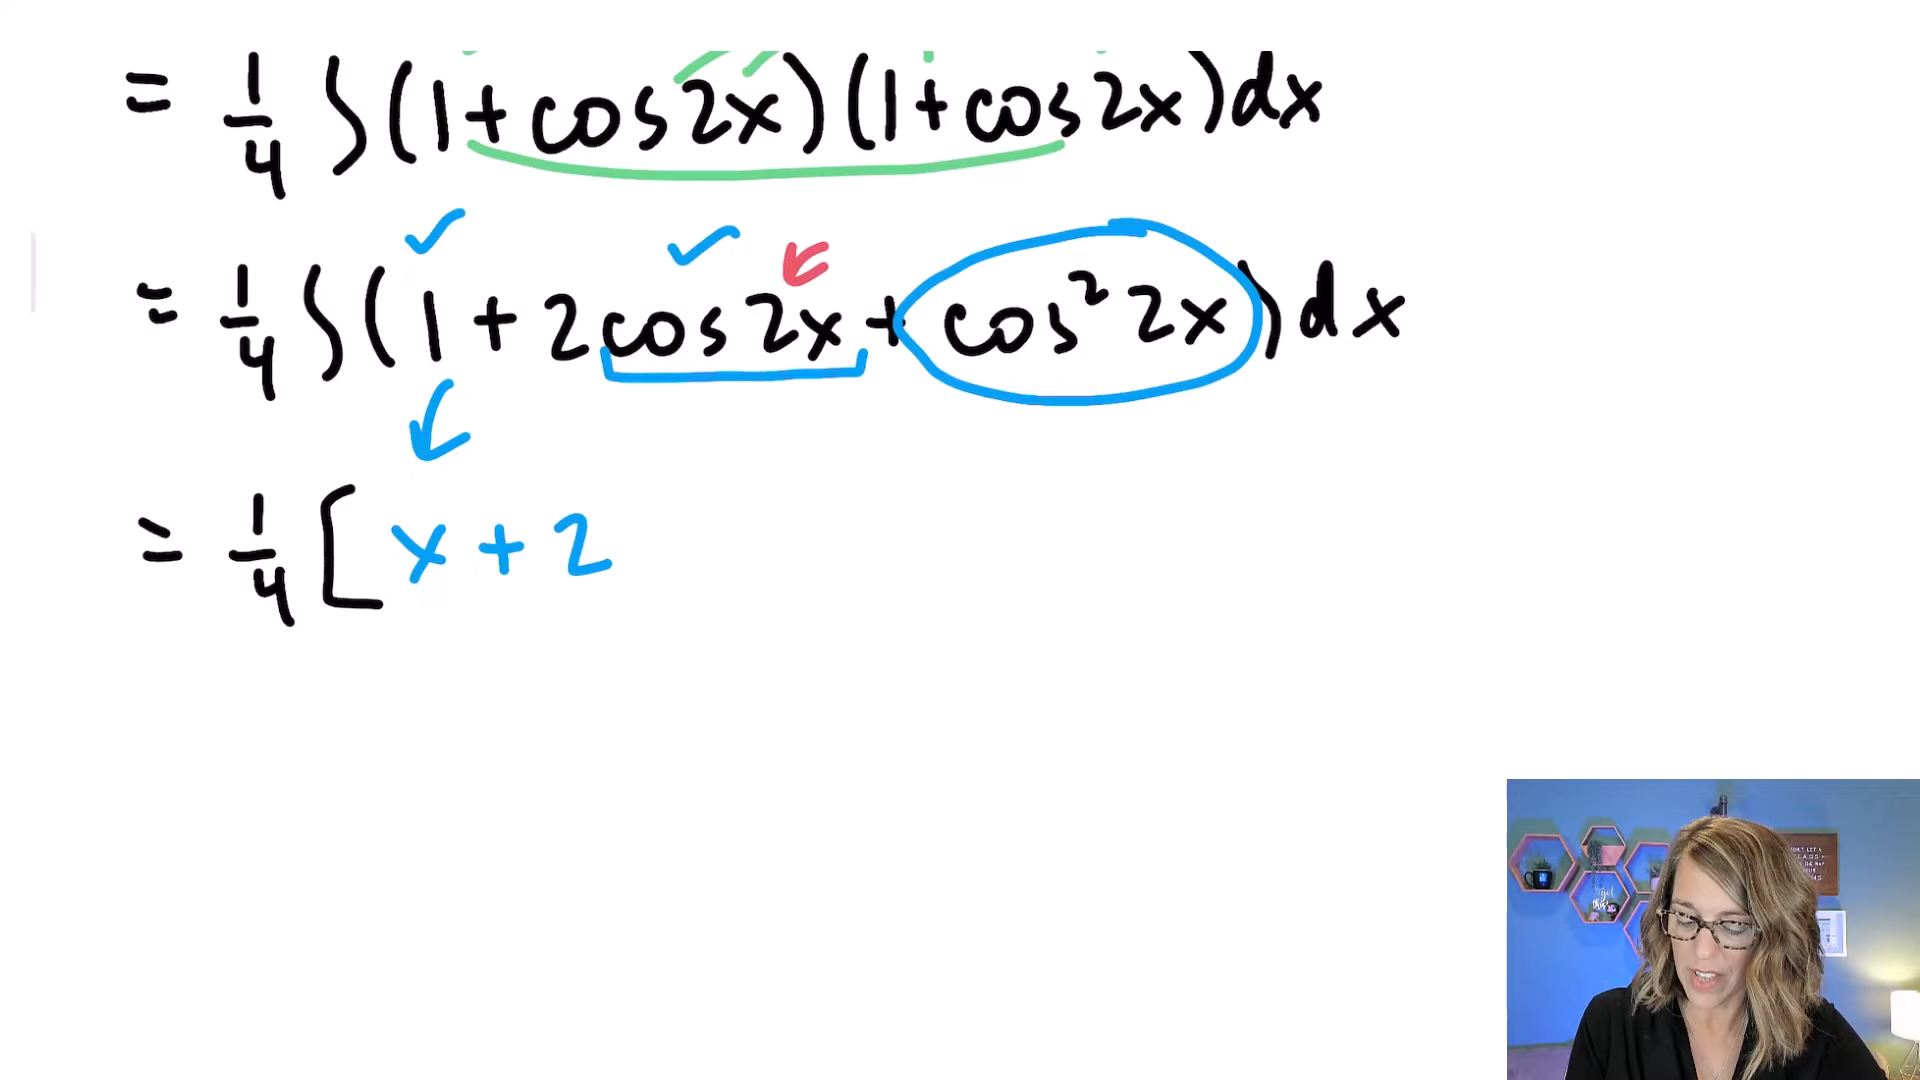 = 1/4 ∫(1+cos2x)(1+cos2x)dx
= 1/4 ∫(1+2cos2x+cos²2x)dx
= 1/4 [x+2